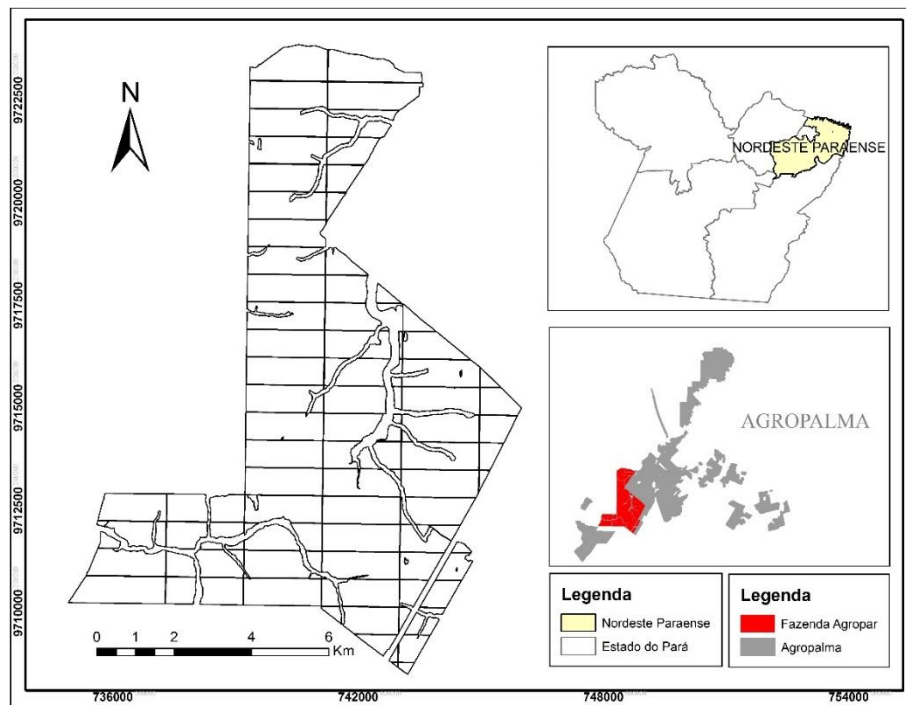 N
9722500
9720000
9717500
9715000
9712500
9710000
0 1 2 4 6
Km
736000 742000 748000 754000
NORDESTE PARAENSE
AGROPALMA
Legenda
Nordeste Paraense
Estado do Pará
Legenda
Fazenda Agropar
Agropalma